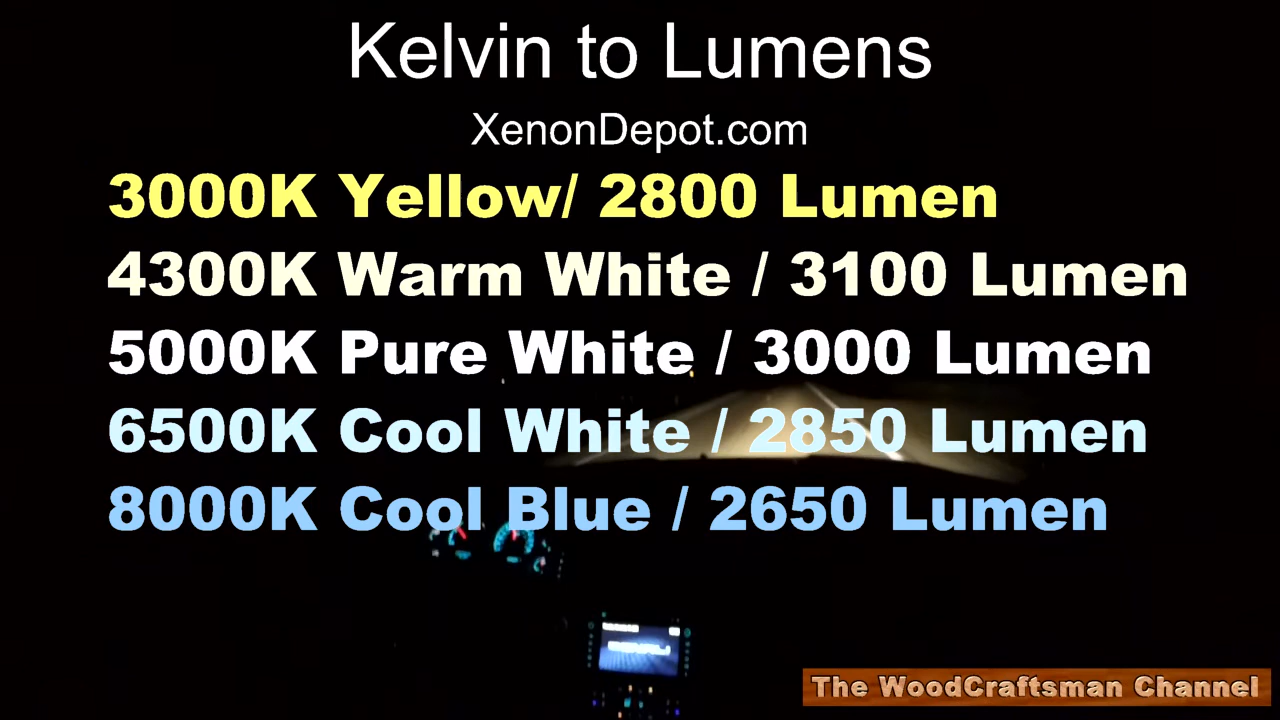 Kelvin to Lumens
XenonDepot.com
3000K Yellow/ 2800 Lumen
4300K Warm White / 3100 Lumen
5000K Pure White / 3000 Lumen
6500K Cool White / 2850 Lumen
8000K Cool Blue / 2650 Lumen
The WoodCraftsman Channel